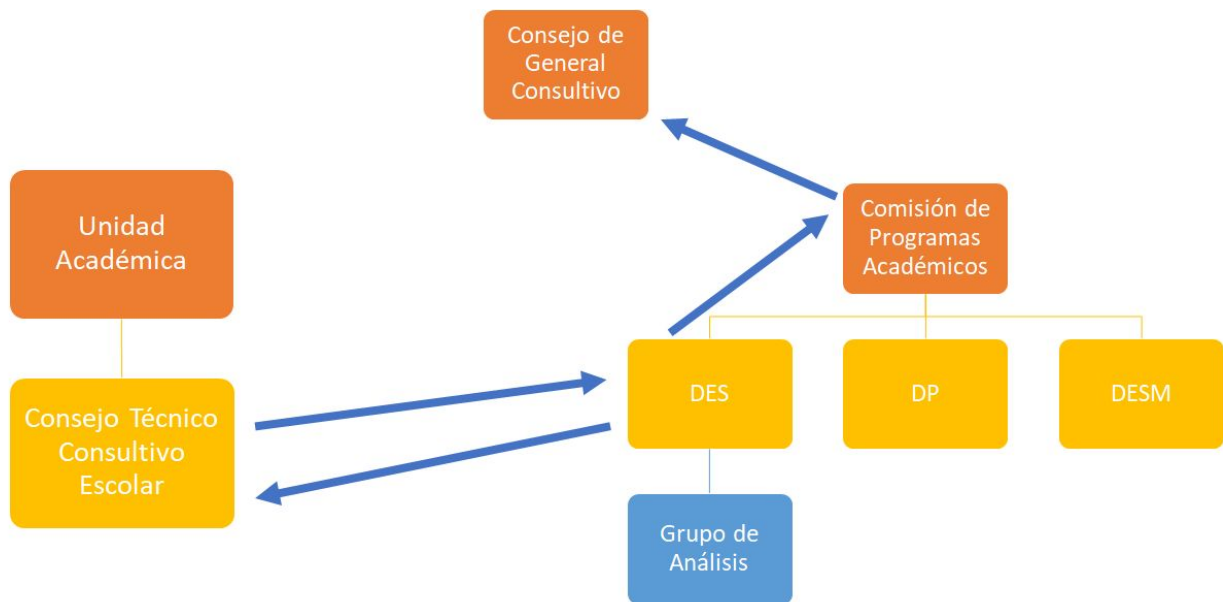 Consejo de
General
Consultivo
Unidad
Académica
Comisión de
Programas
Académicos
Consejo Técnico
Consultivo
Escolar
DES
DP
DESM
Grupo de
Análisis